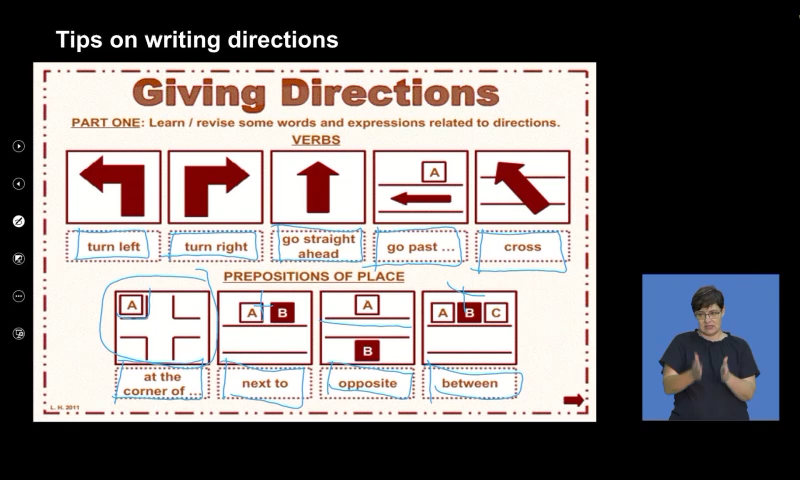 Tips on writing directions
Giving Directions
PART ONE: Learn / revise some words and expressions related to directions.
VERBS
A
turn left
turn right
go straight
ahead
go past ...
cross
PREPOSITIONS OF PLACE
A
A B
A
B
A B C
at the
corner of ...
next to
opposite
between
L. H. 2011